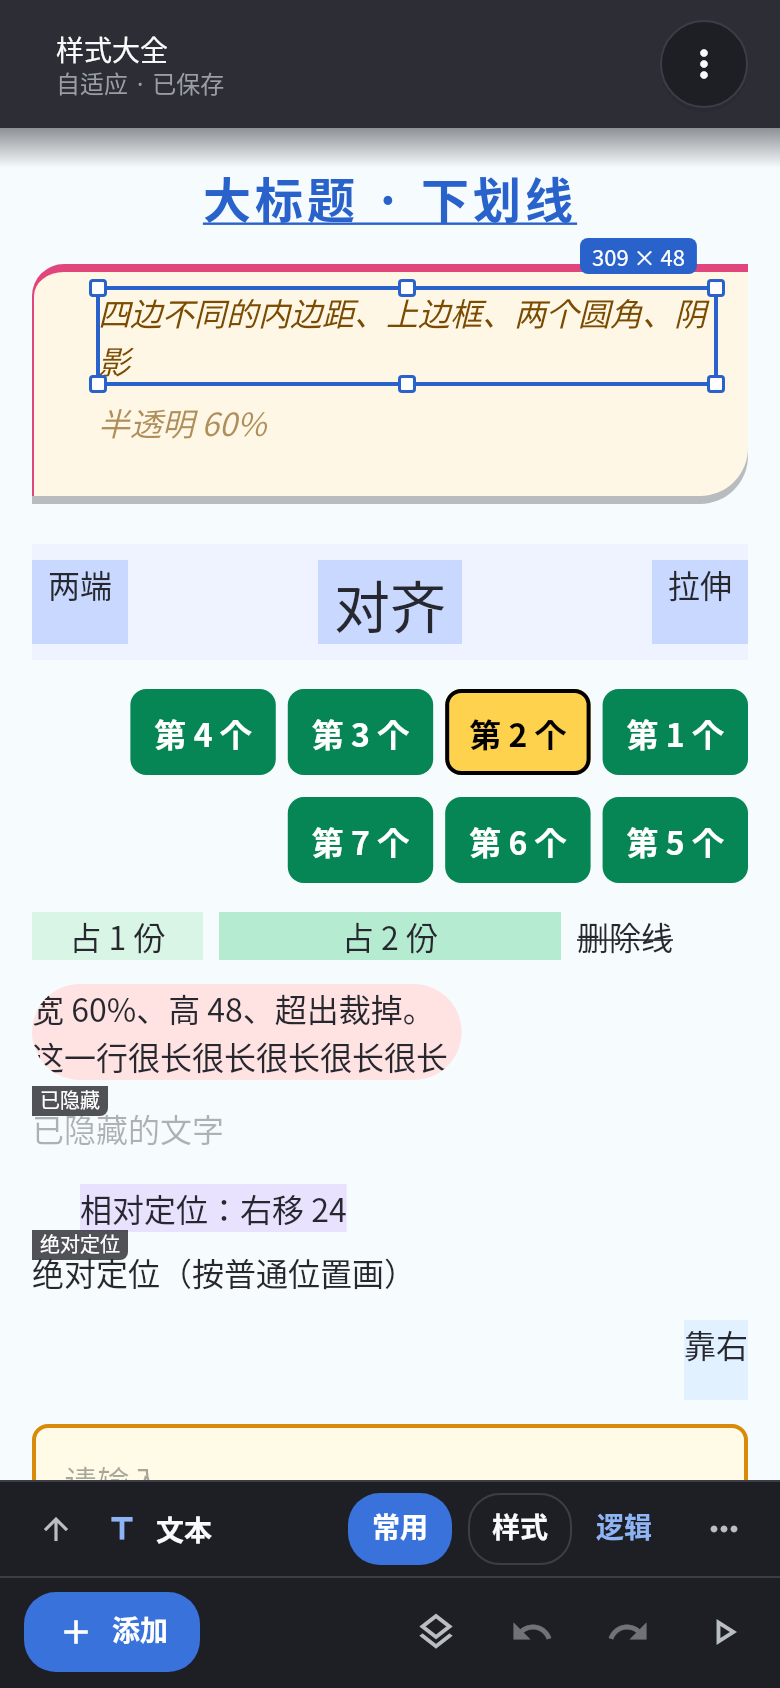 样式大全
自适应 · 已保存
大标题 · 下划线
309 × 48
四边不同的内边距、上边框、两个圆角、阴
影
半透明 60%
两端
对齐
拉伸
第 4 个
第 3 个
第 2 个
第 1 个
第 7 个
第 6 个
第 5 个
占 1 份
占 2 份
删除线
宽 60%、高 48、超出裁掉。
这一行很长很长很长很长很长
已隐藏
已隐藏的文字
相对定位：右移 24
绝对定位
绝对定位（按普通位置画）
靠右
请输入
文本
常用
样式
逻辑
添加